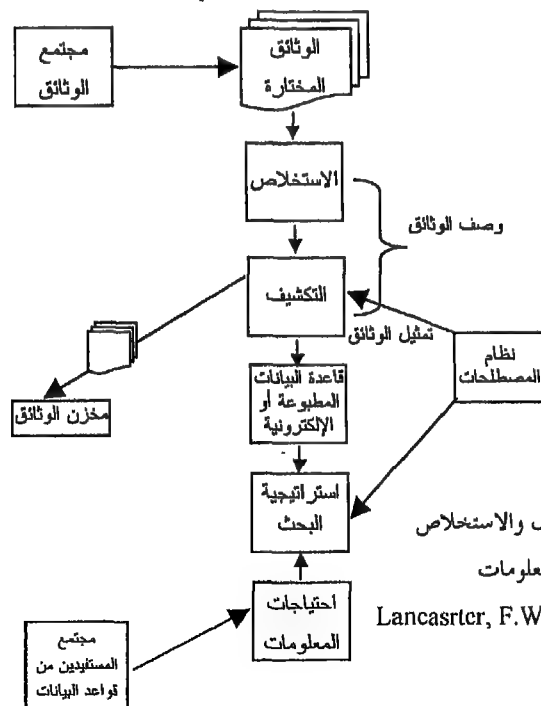 مجتمع
الوثائق
الوثائق
المختارة
الاستخلاص
وصف الوثائق
التكشيف
تمثيل الوثائق
نظام
المصطلحات
مخزن الوثائق
قاعدة البيانات
المطبوعة أو
الإلكترونية
استراتيجية
البحث
والاستخلاص
احتياجات
المعلومات
Lancasrter, F.W
مجتمع
المستفيدين من
قواعد البيانات